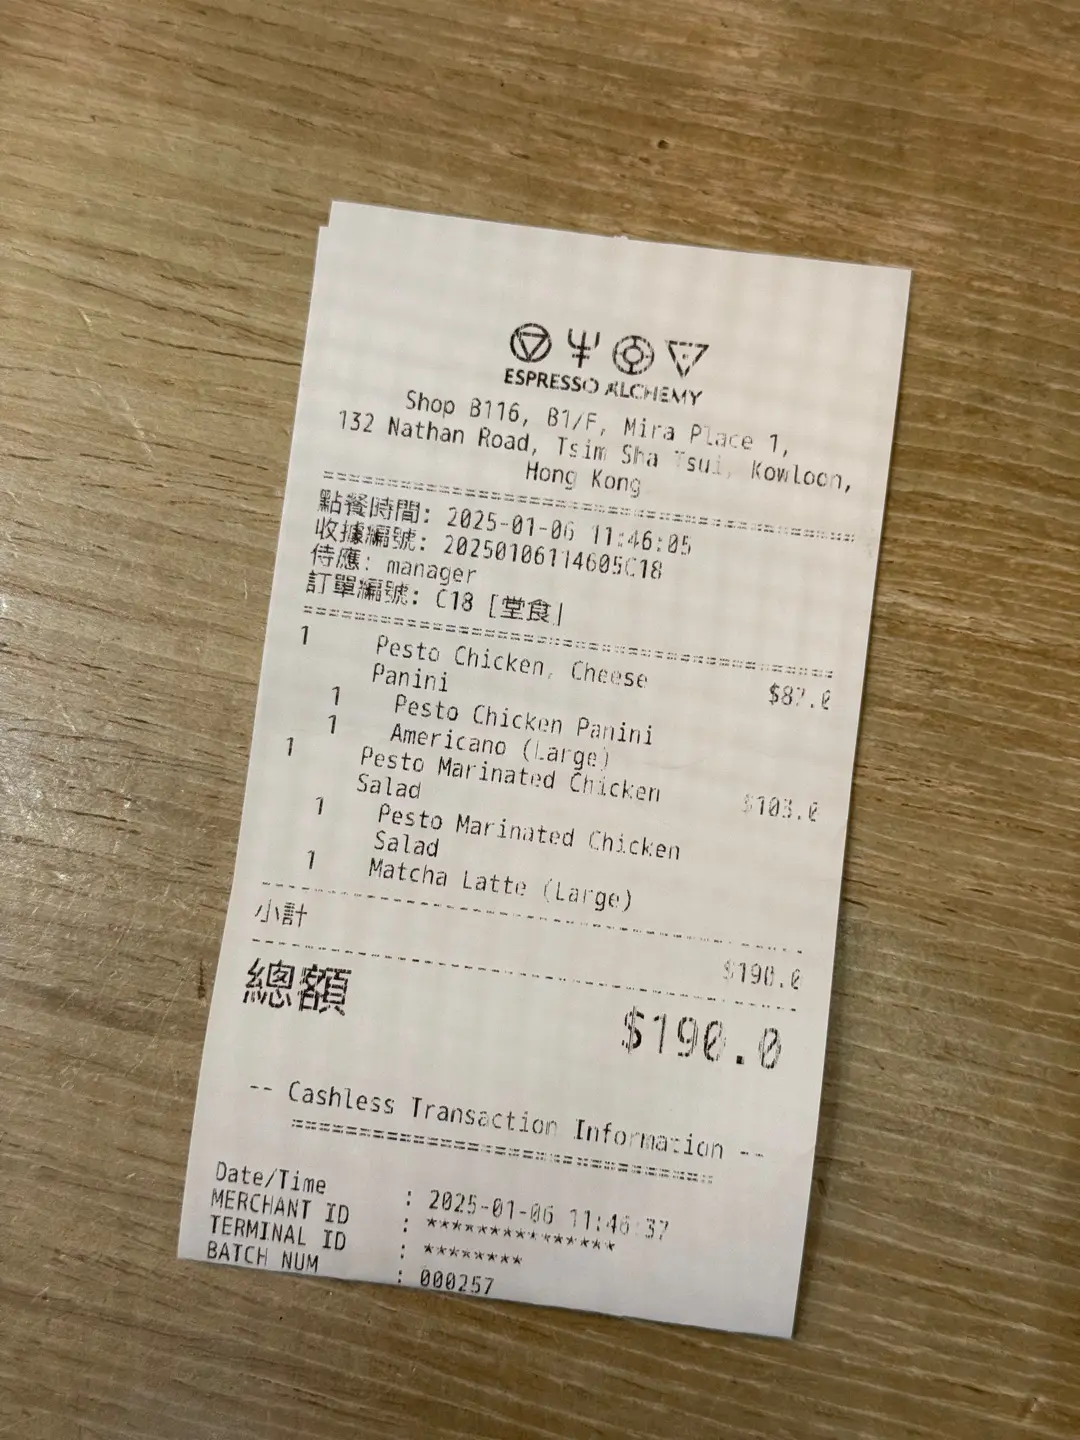 ESPRESSO ALCHEMY
Shop B116, B1/F, Mira Place 1,
132 Nathan Road, Tsim Sha Tsui, Kowloon,
Hong Kong
點餐時間: 2025-01-06 11:46:05
收據編號: 20250106114605C18
侍應: manager
訂單編號: C18 [堂食]
1 Pesto Chicken, Cheese $87.0
Panini
1 Pesto Chicken Panini
1 Americano (Large)
1 Pesto Marinated Chicken $103.0
Salad
1 Pesto Marinated Chicken
Salad
1 Matcha Latte (Large)
小計 $190.0
總額 $190.0
-- Cashless Transaction Information --
Date/Time : 2025-01-06 11:46:37
MERCHANT ID : ***************
TERMINAL ID : ********
BATCH NUM : 000257